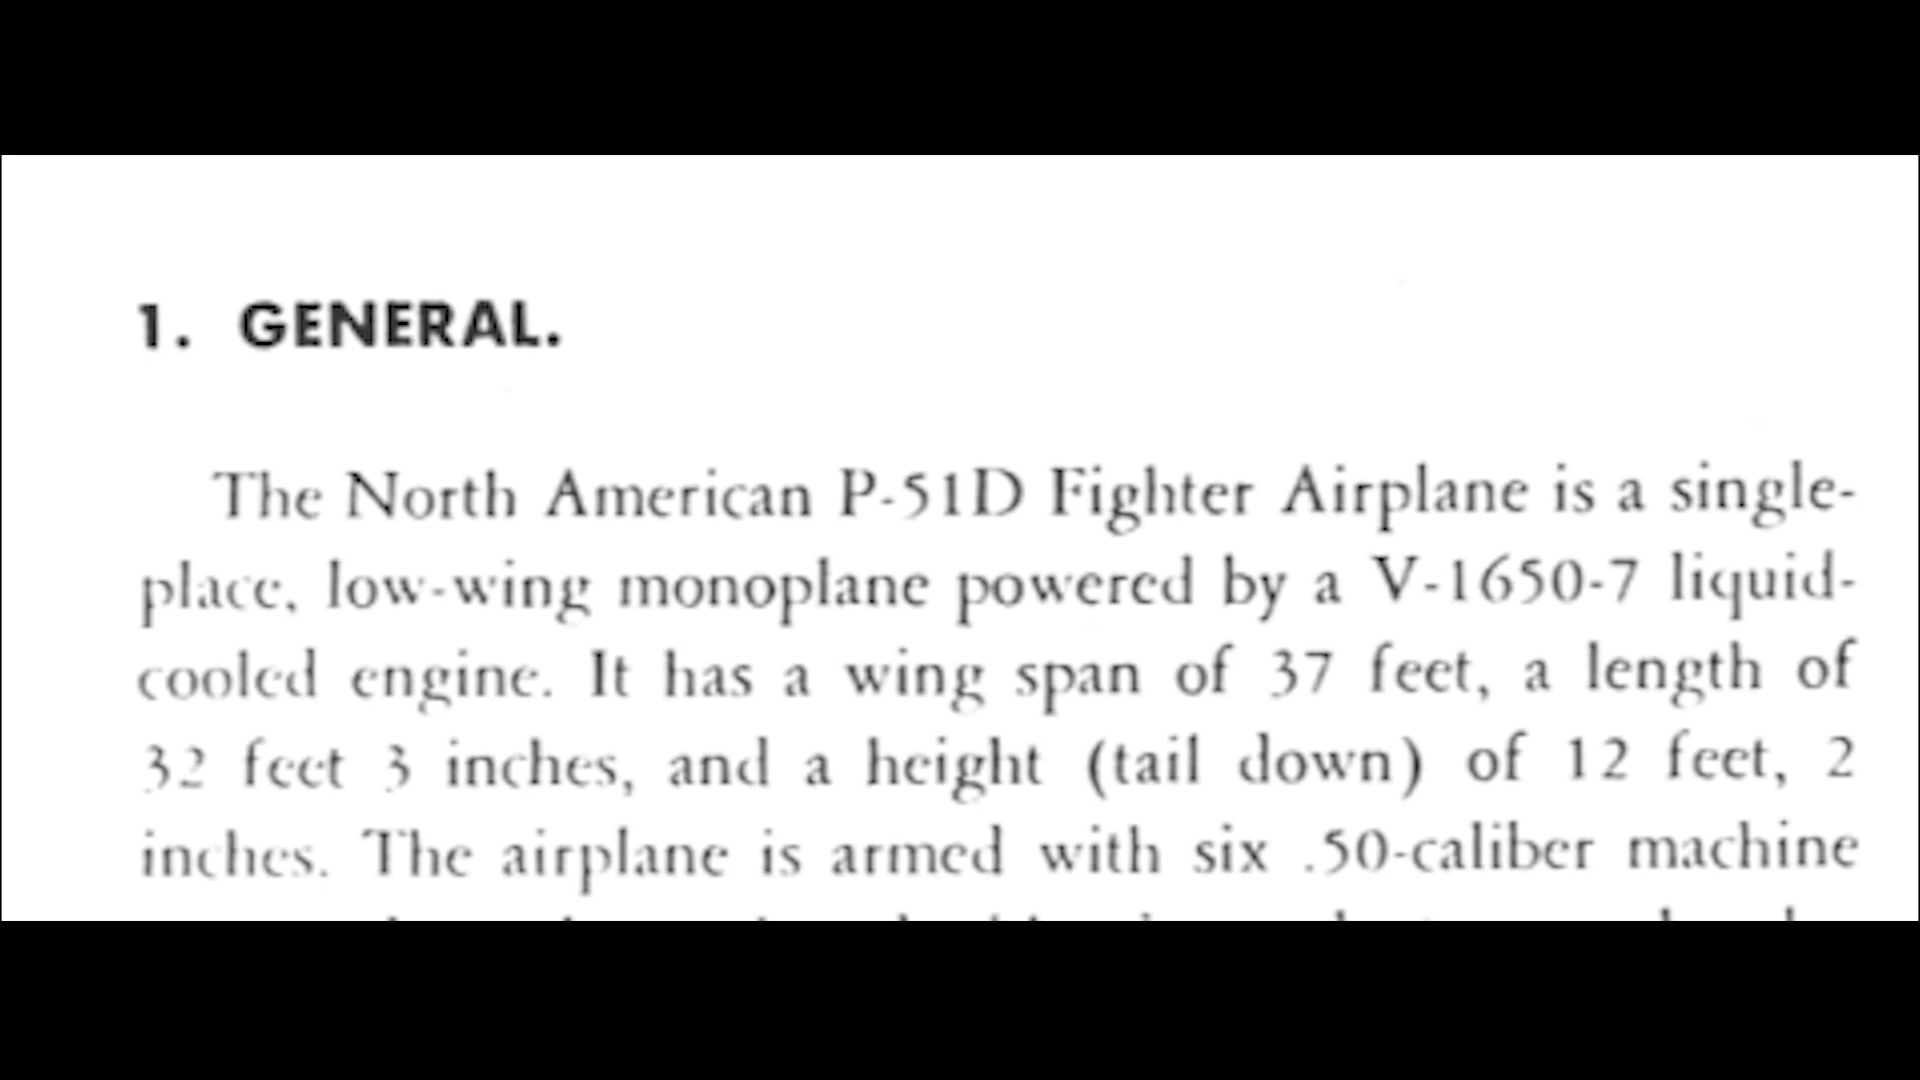 1. GENERAL.
The North American P-51D Fighter Airplane is a single-
place, low-wing monoplane powered by a V-1650-7 liquid-
cooled engine. It has a wing span of 37 feet, a length of
32 feet 3 inches, and a height (tail down) of 12 feet, 2
inches. The airplane is armed with six .50-caliber machine